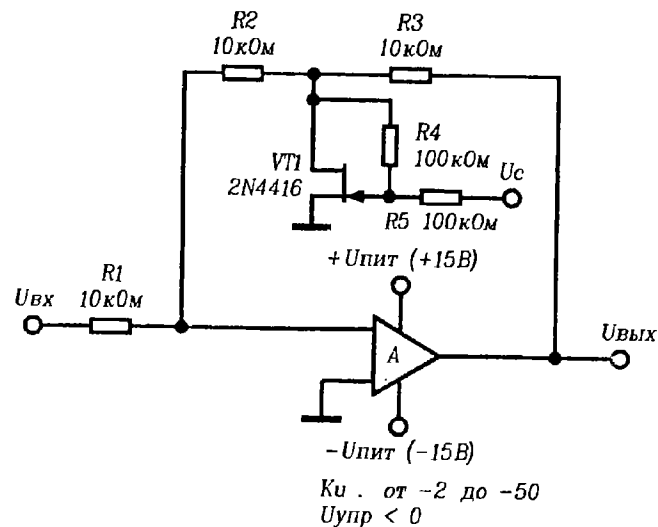 R2
10кОм
R3
10кОм
R4
100кОм
VT1
2N4416
Uс
R5 100кОм
+Uпит (+15В)
R1
10кОм
Uвх
A
Uвых
-Uпит (-15В)
Кu . от -2 до -50
Uупр < 0